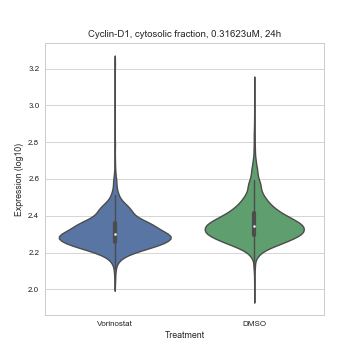 Cyclin-D1, cytosolic fraction, 0.31623uM, 24h
Expression (log10)
3.2
3.0
2.8
2.6
2.4
2.2
2.0
Vorinostat DMSO
Treatment